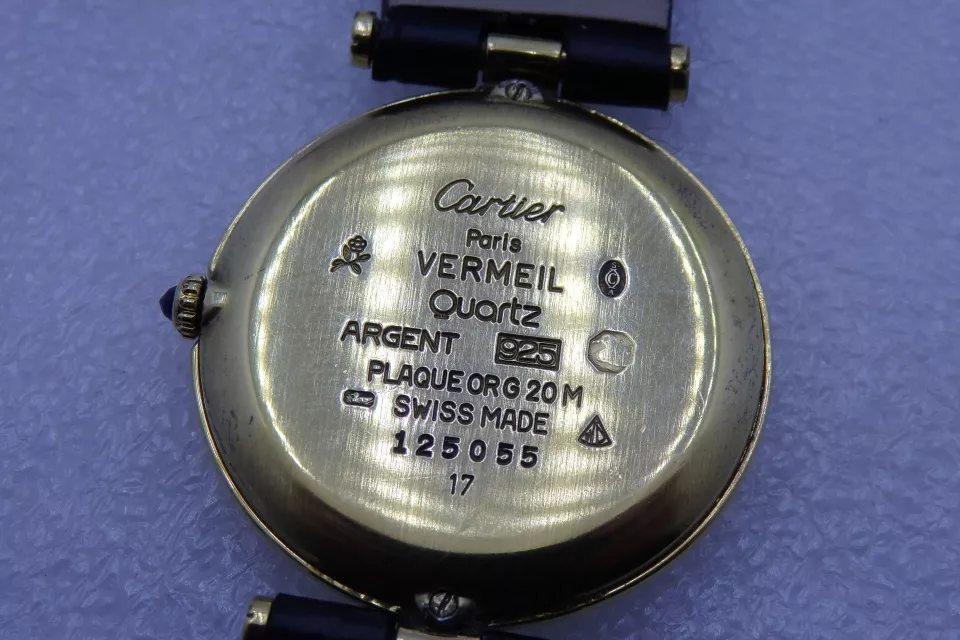 Cartier
Paris
VERMEIL
Quartz
ARGENT 925
PLAQUE OR G 20 M
SWISS MADE
125055
17